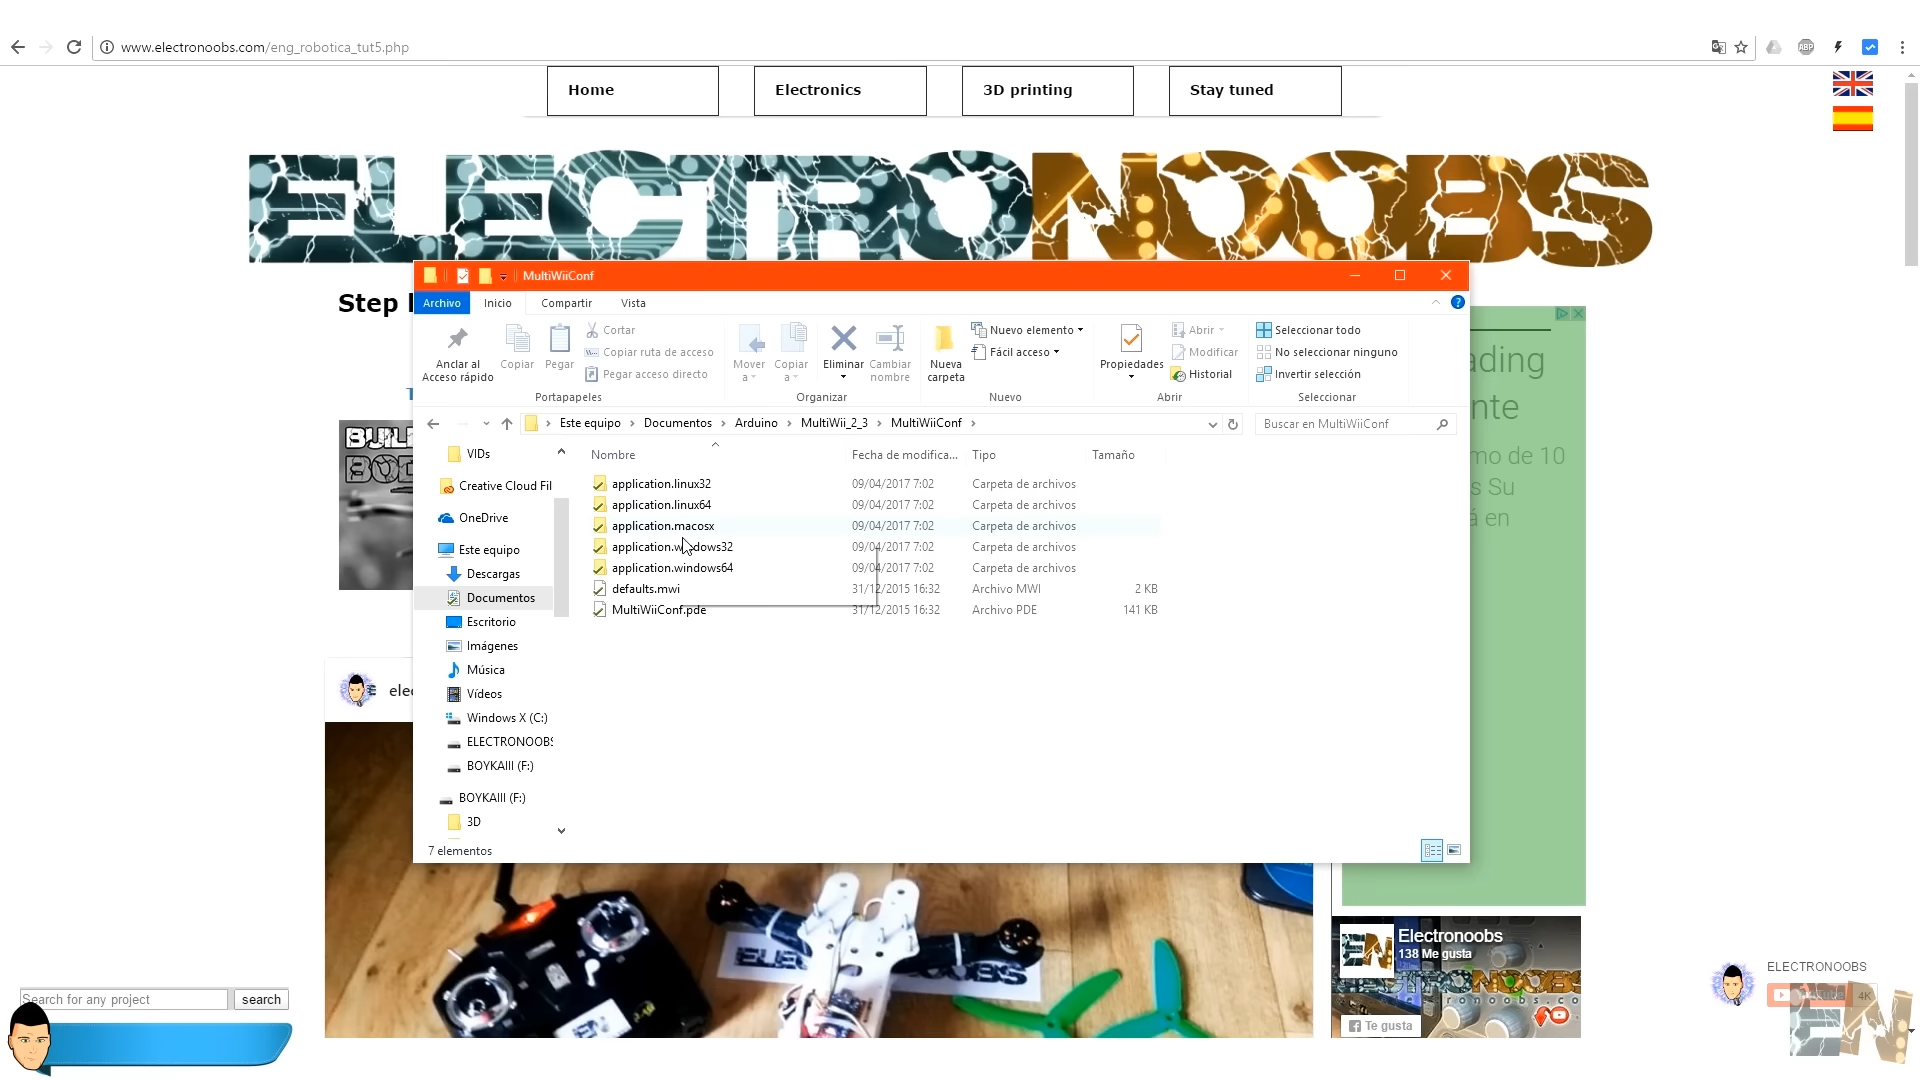 www.electronoobs.com/eng_robotica_tut5.php
Home
Electronics
3D printing
Stay tuned
ELECTRONOOBS
Step
MultiWiiConf
Archivo
Inicio
Compartir
Vista
Anclar al
Acceso rápido
Copiar
Pegar
Cortar
Copiar ruta de acceso
Pegar acceso directo
Portapapeles
Mover
a
Copiar
a
Eliminar
Cambiar
nombre
Organizar
Nueva
carpeta
Nuevo elemento
Fácil acceso
Nuevo
Propiedades
Abrir
Modificar
Historial
Abrir
Seleccionar todo
No seleccionar ninguno
Invertir selección
Seleccionar
Este equipo > Documentos > Arduino > MultiWii_2_3 > MultiWiiConf >
Buscar en MultiWiiConf
VIDs
Creative Cloud Fil
OneDrive
Este equipo
Descargas
Documentos
Escritorio
Imágenes
Música
Vídeos
Windows X (C:)
ELECTRONOOBS
BOYKAIII (F:)
BOYKAIII (F:)
3D
Nombre Fecha de modifica... Tipo Tamaño
application.linux32 09/04/2017 7:02 Carpeta de archivos
application.linux64 09/04/2017 7:02 Carpeta de archivos
application.macosx 09/04/2017 7:02 Carpeta de archivos
application.windows32 09/04/2017 7:02 Carpeta de archivos
application.windows64 09/04/2017 7:02 Carpeta de archivos
defaults.mwi 31/12/2015 16:32 Archivo MWI 2 KB
MultiWiiConf.pde 31/12/2015 16:32 Archivo PDE 141 KB
7 elementos
BUIL
BOD
elec
ading
nte
mo de 10
s Su
á en
Electronoobs
138 Me gusta
Te gusta
ELECTRONOOBS
4K
EN
Search for any project
search